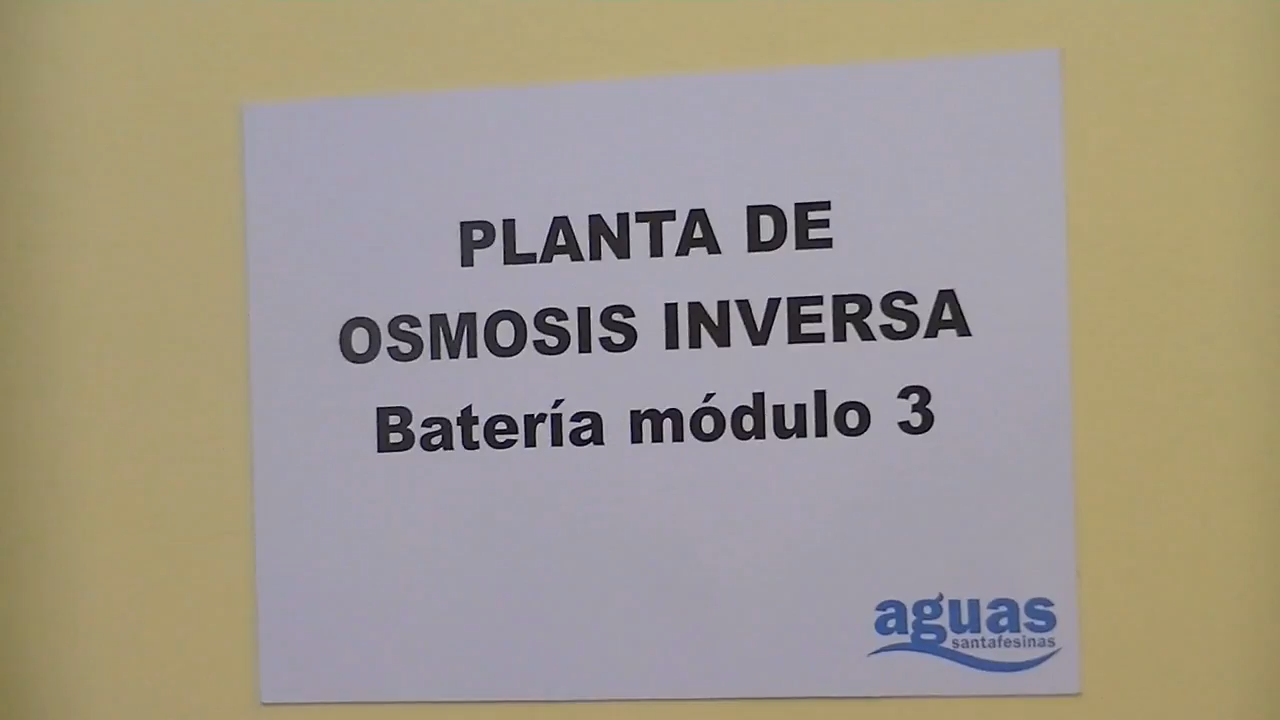 PLANTA DE
OSMOSIS INVERSA
Batería módulo 3
aguas
santafesinas